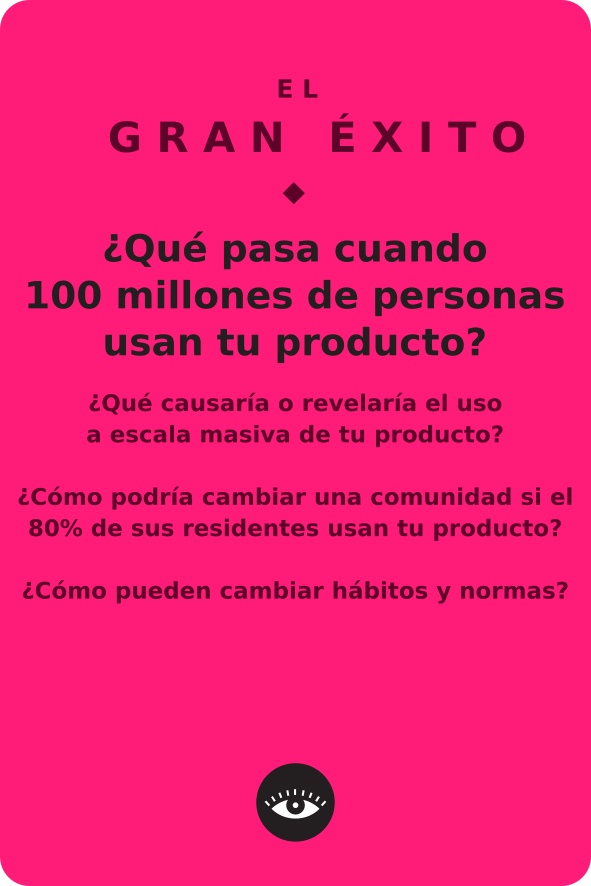 EL
GRAN ÉXITO
¿Qué pasa cuando
100 millones de personas
usan tu producto?
¿Qué causaría o revelaría el uso
a escala masiva de tu producto?
¿Cómo podría cambiar una comunidad si el
80% de sus residentes usan tu producto?
¿Cómo pueden cambiar hábitos y normas?